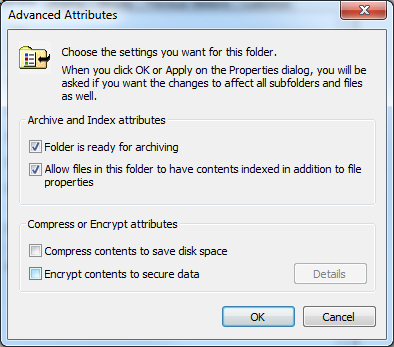 Advanced Attributes
Choose the settings you want for this folder.
When you click OK or Apply on the Properties dialog, you will be
asked if you want the changes to affect all subfolders and files
as well.
Archive and Index attributes
Folder is ready for archiving
Allow files in this folder to have contents indexed in addition to file
properties
Compress or Encrypt attributes
Compress contents to save disk space
Encrypt contents to secure data
Details
OK
Cancel